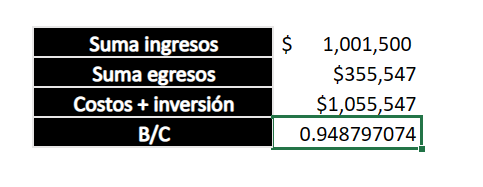 Suma ingresos $ 1,001,500
Suma egresos $355,547
Costos + inversión $1,055,547
B/C 0.948797074